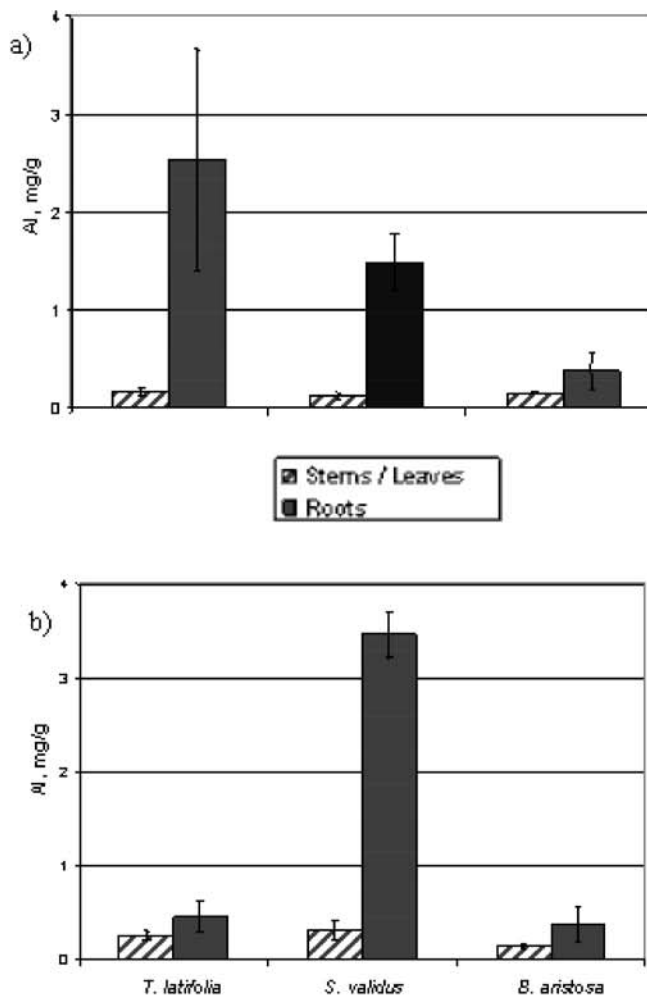 a)
4
3
2
1
0
Al, mg/g
Stems / Leaves
Roots
b)
4
3
2
1
0
Al, mg/g
T. latifolia S. validus B. aristosa